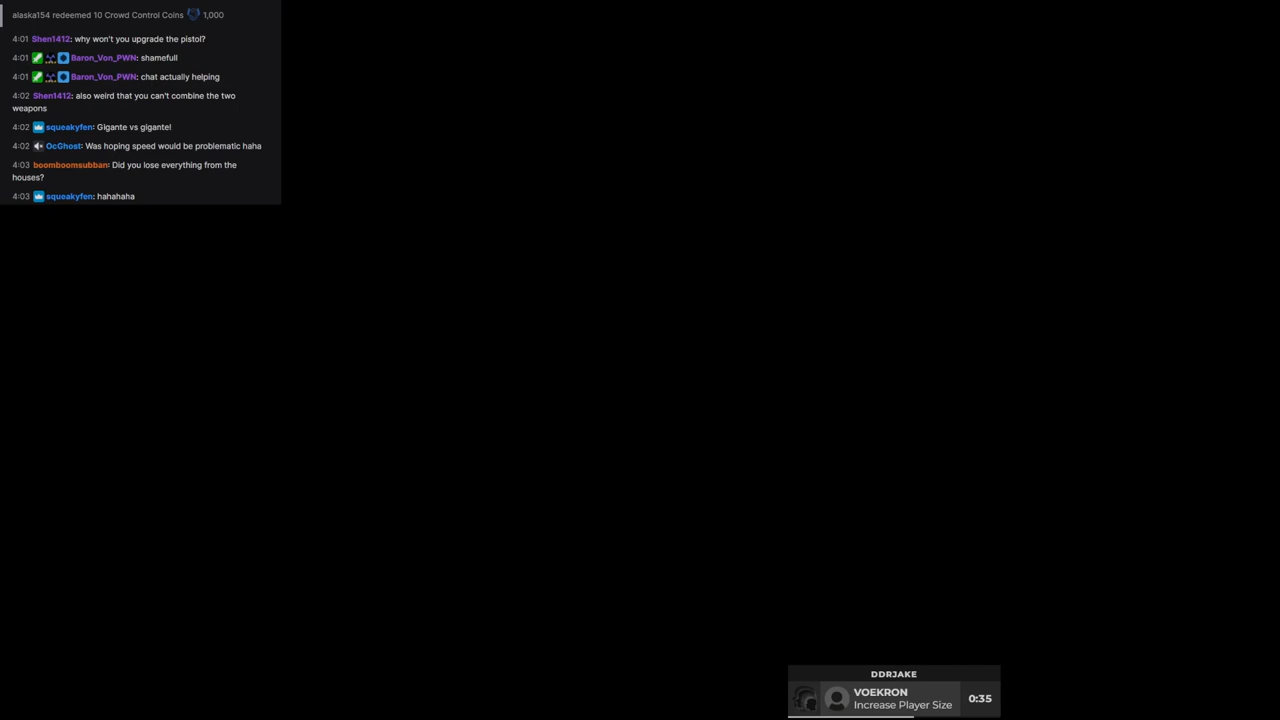 alaska154 redeemed 10 Crowd Control Coins 1,000
4:01 Shen1412: why won't you upgrade the pistol?
4:01 Baron_Von_PWN: shamefull
4:01 Baron_Von_PWN: chat actually helping
4:02 Shen1412: also weird that you can't combine the two
weapons
4:02 squeakyfen: Gigante vs gigante!
4:02 OcGhost: Was hoping speed would be problematic haha
4:03 boomboomsubban: Did you lose everything from the
houses?
4:03 squeakyfen: hahahaha
DDRJAKE
VOEKRON
Increase Player Size
0:35